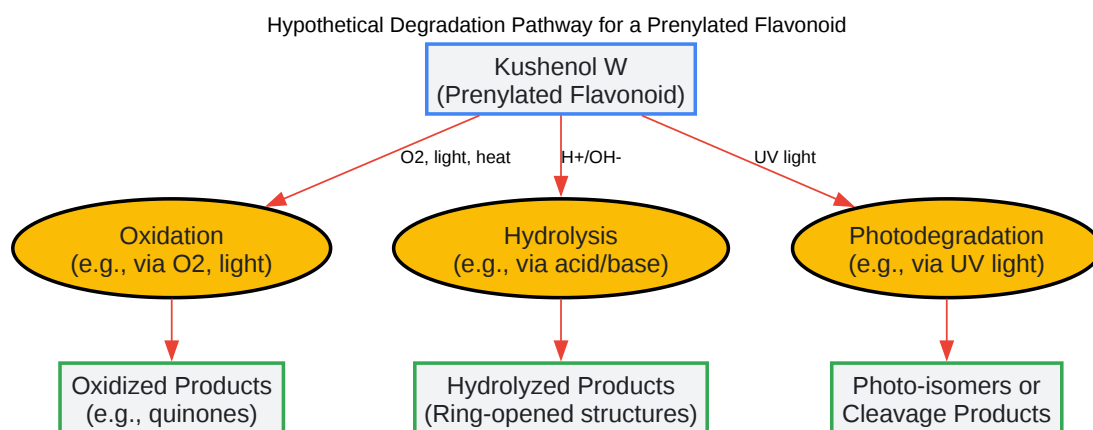 Hypothetical Degradation Pathway for a Prenylated Flavonoid
Kushenol W
(Prenylated Flavonoid)
O2, light, heat
H+/OH-
UV light
Oxidation
(e.g., via O2, light)
Hydrolysis
(e.g., via acid/base)
Photodegradation
(e.g., via UV light)
Oxidized Products
(e.g., quinones)
Hydrolyzed Products
(Ring-opened structures)
Photo-isomers or
Cleavage Products